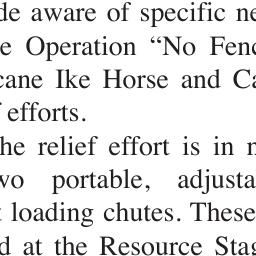 de aware of specific ne
e Operation “No Fenc
cane Ike Horse and Ca
efforts.
he relief effort is in n
wo portable, adjusta
loading chutes. These
d at the Resource Stag